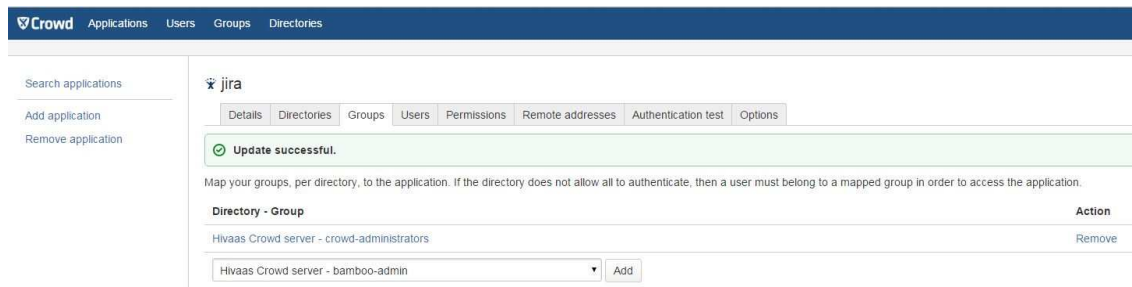 Crowd Applications Users Groups Directories
Search applications
Add application
Remove application
jira
Details Directories Groups Users Permissions Remote addresses Authentication test Options
Update successful.
Map your groups, per directory, to the application. If the directory does not allow all to authenticate, then a user must belong to a mapped group in order to access the application.
Directory - Group Action
Hivaas Crowd server - crowd-administrators Remove
Hivaas Crowd server - bamboo-admin Add